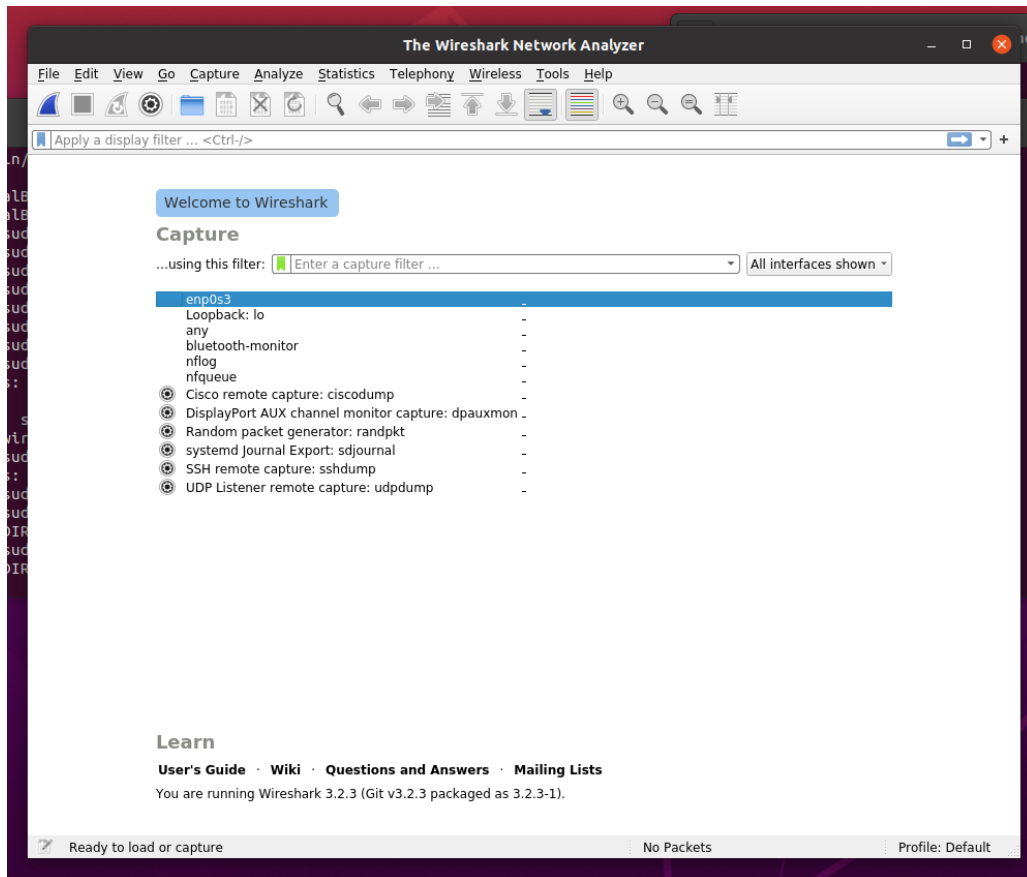 The Wireshark Network Analyzer
File Edit View Go Capture Analyze Statistics Telephony Wireless Tools Help
Apply a display filter ... <Ctrl-/>
Welcome to Wireshark
Capture
...using this filter: Enter a capture filter ... All interfaces shown
enp0s3
Loopback: lo
any
bluetooth-monitor
nflog
nfqueue
Cisco remote capture: ciscodump
DisplayPort AUX channel monitor capture: dpauxmon
Random packet generator: randpkt
systemd Journal Export: sdjournal
SSH remote capture: sshdump
UDP Listener remote capture: udpdump
Learn
User's Guide · Wiki · Questions and Answers · Mailing Lists
You are running Wireshark 3.2.3 (Git v3.2.3 packaged as 3.2.3-1).
Ready to load or capture No Packets Profile: Default